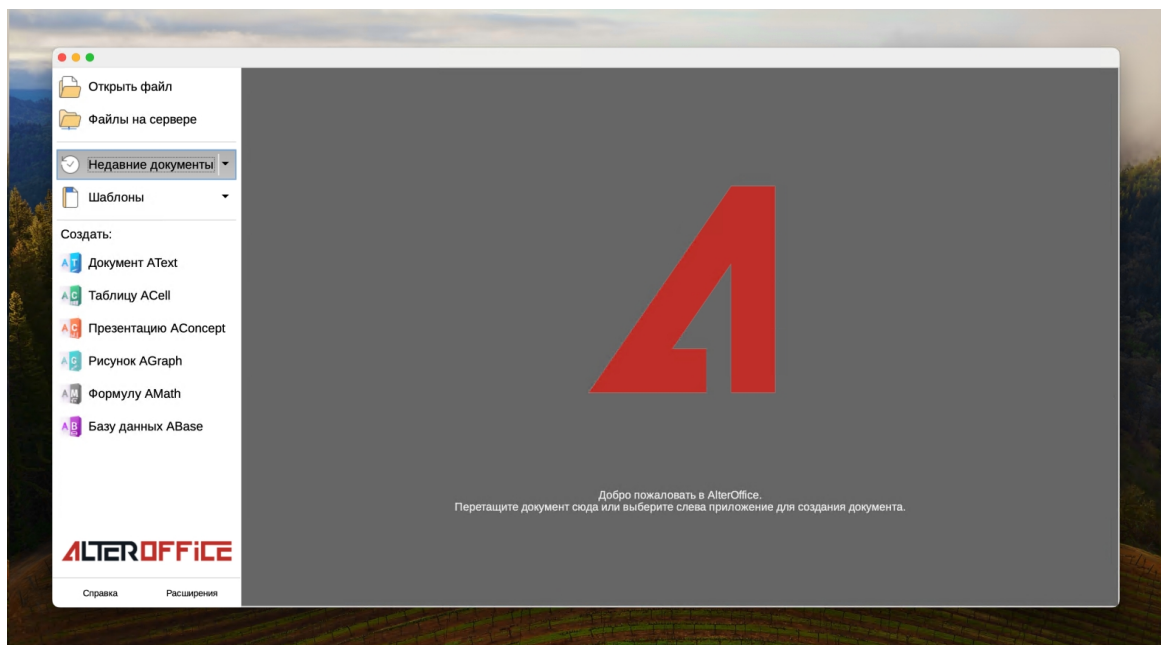 Открыть файл
Файлы на сервере
Недавние документы
Шаблоны
Создать:
Документ AText
Таблицу ACell
Презентацию AConcept
Рисунок AGraph
Формулу AMath
Базу данных ABase
ALTEROFFiCE
Справка Расширения
Добро пожаловать в AlterOffice.
Перетащите документ сюда или выберите слева приложение для создания документа.